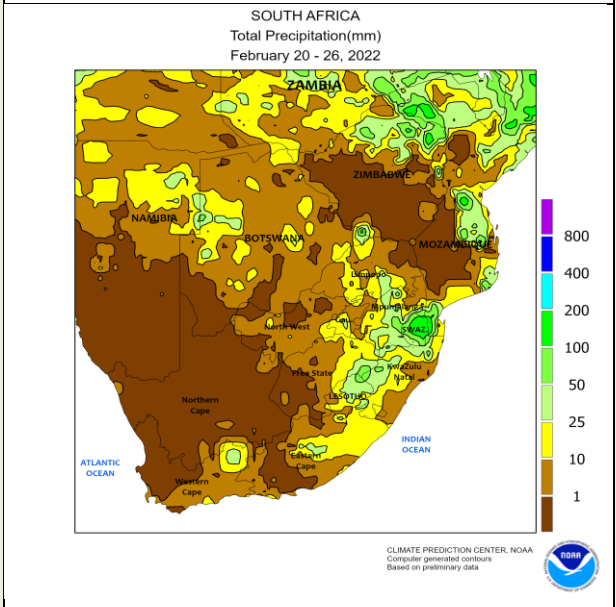 SOUTH AFRICA
Total Precipitation(mm)
February 20 - 26, 2022
ZAMBIA
ZIMBABWE
NAMIBIA
BOTSWANA
MOZAMBIQUE
Limpopo
Mpumalanga
North West
Gau.
SWAZ.
Free State
KwaZulu
Natal
LESOTHO
Northern
Cape
Eastern
Cape
Western
Cape
ATLANTIC
OCEAN
INDIAN
OCEAN
800
400
200
100
50
25
10
1
CLIMATE PREDICTION CENTER, NOAA
Computer generated contours
Based on preliminary data
NOAA